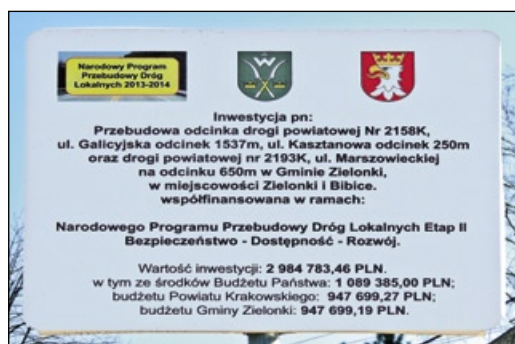 Narodowy Program
Przebudowy Dróg
Lokalnych 2013-2014
Inwestycja pn:
Przebudowa odcinka drogi powiatowej Nr 2158K,
ul. Galicyjska odcinek 1537m, ul. Kasztanowa odcinek 250m
oraz drogi powiatowej nr 2193K, ul. Marszowieckiej
na odcinku 650m w Gminie Zielonki,
w miejscowości Zielonki i Bibice.
współfinansowana w ramach:
Narodowego Programu Przebudowy Dróg Lokalnych Etap II
Bezpieczeństwo - Dostępność - Rozwój.
Wartość inwestycji: 2 984 783,46 PLN.
w tym ze środków Budżetu Państwa: 1 089 385,00 PLN;
budżetu Powiatu Krakowskiego: 947 699,27 PLN;
budżetu Gminy Zielonki: 947 699,19 PLN.